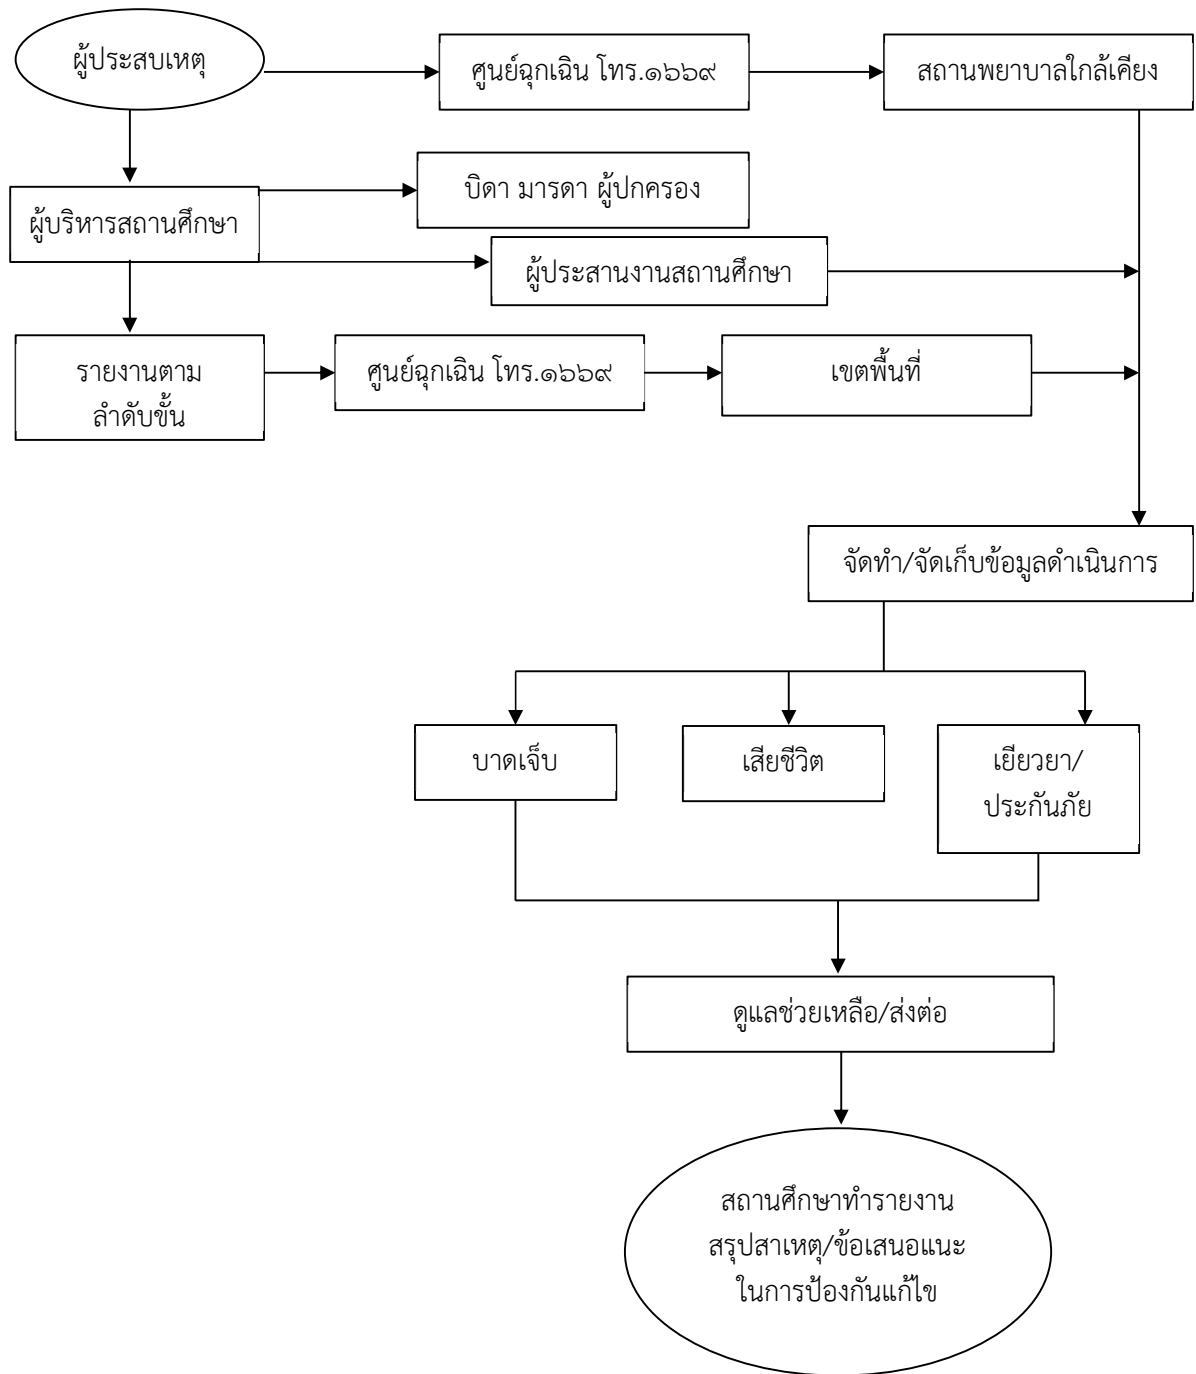 ผู้ประสบเหตุ
ศูนย์ฉุกเฉิน โทร.๑๖๖๙
สถานพยาบาลใกล้เคียง
บิดา มารดา ผู้ปกครอง
ผู้บริหารสถานศึกษา
ผู้ประสานงานสถานศึกษา
รายงานตาม
ลำดับขั้น
ศูนย์ฉุกเฉิน โทร.๑๖๖๙
เขตพื้นที่
จัดทำ/จัดเก็บข้อมูลดำเนินการ
บาดเจ็บ
เสียชีวิต
เยียวยา/
ประกันภัย
ดูแลช่วยเหลือ/ส่งต่อ
สถานศึกษาทำรายงาน
สรุปสาเหตุ/ข้อเสนอแนะ
ในการป้องกันแก้ไข